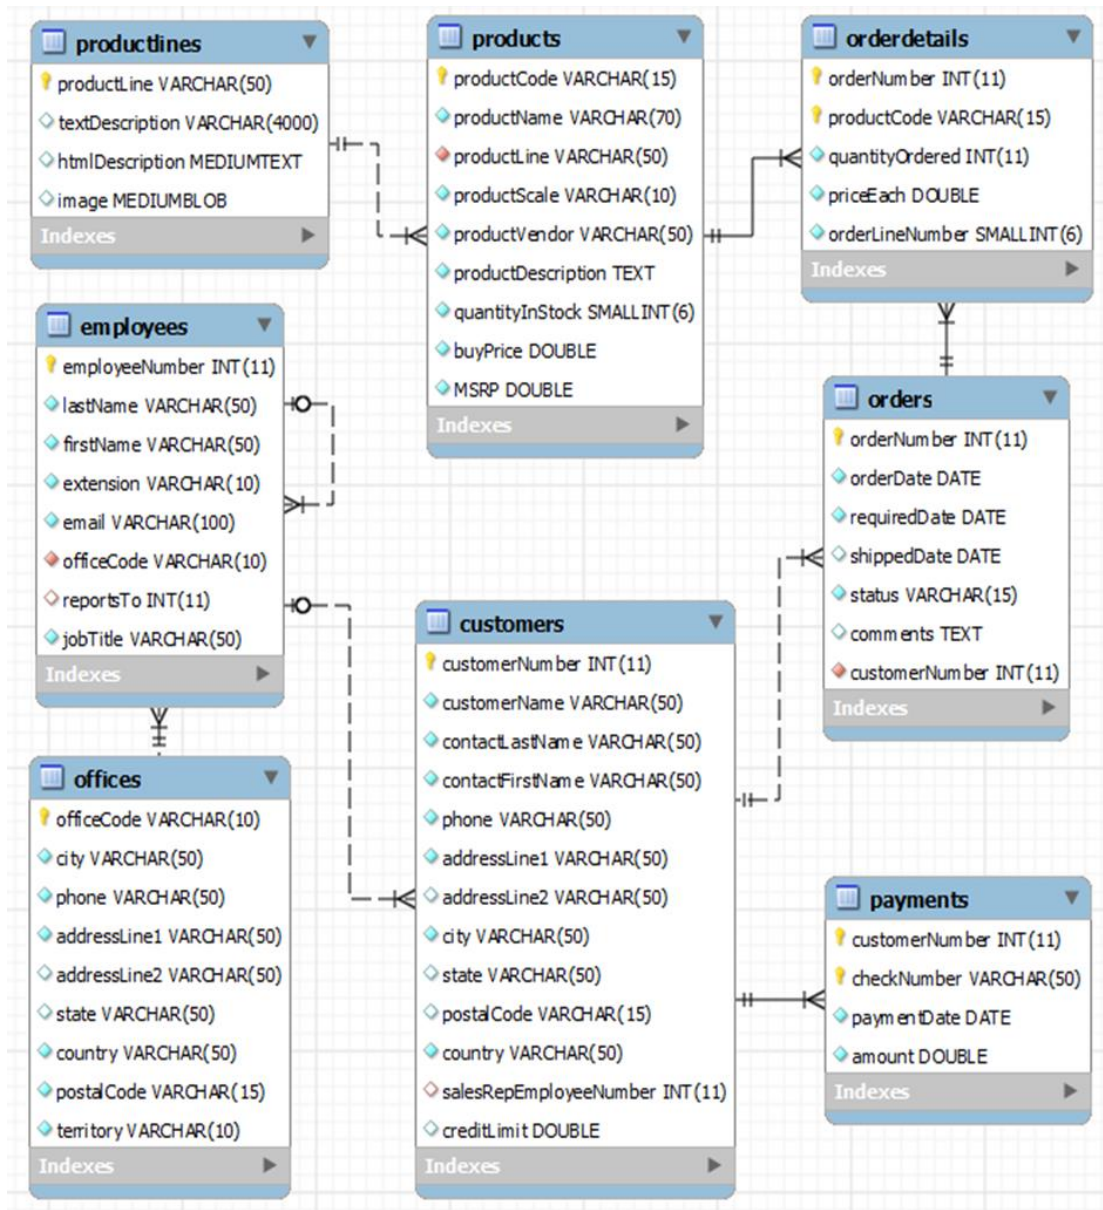 productlines
productLine VARCHAR(50)
textDescription VARCHAR(4000)
htmlDescription MEDIUMTEXT
image MEDIUMBLOB
Indexes
products
productCode VARCHAR(15)
productName VARCHAR(70)
productLine VARCHAR(50)
productScale VARCHAR(10)
productVendor VARCHAR(50)
productDescription TEXT
quantityInStock SMALLINT(6)
buyPrice DOUBLE
MSRP DOUBLE
Indexes
orderdetails
orderNumber INT(11)
productCode VARCHAR(15)
quantityOrdered INT(11)
priceEach DOUBLE
orderLineNumber SMALLINT(6)
Indexes
employees
employeeNumber INT(11)
lastName VARCHAR(50)
firstName VARCHAR(50)
extension VARCHAR(10)
email VARCHAR(100)
officeCode VARCHAR(10)
reportsTo INT(11)
jobTitle VARCHAR(50)
Indexes
orders
orderNumber INT(11)
orderDate DATE
requiredDate DATE
shippedDate DATE
status VARCHAR(15)
comments TEXT
customerNumber INT(11)
Indexes
customers
customerNumber INT(11)
customerName VARCHAR(50)
contactLastName VARCHAR(50)
contactFirstName VARCHAR(50)
phone VARCHAR(50)
addressLine1 VARCHAR(50)
addressLine2 VARCHAR(50)
city VARCHAR(50)
state VARCHAR(50)
postalCode VARCHAR(15)
country VARCHAR(50)
salesRepEmployeeNumber INT(11)
creditLimit DOUBLE
Indexes
offices
officeCode VARCHAR(10)
city VARCHAR(50)
phone VARCHAR(50)
addressLine1 VARCHAR(50)
addressLine2 VARCHAR(50)
state VARCHAR(50)
country VARCHAR(50)
postalCode VARCHAR(15)
territory VARCHAR(10)
Indexes
payments
customerNumber INT(11)
checkNumber VARCHAR(50)
paymentDate DATE
amount DOUBLE
Indexes